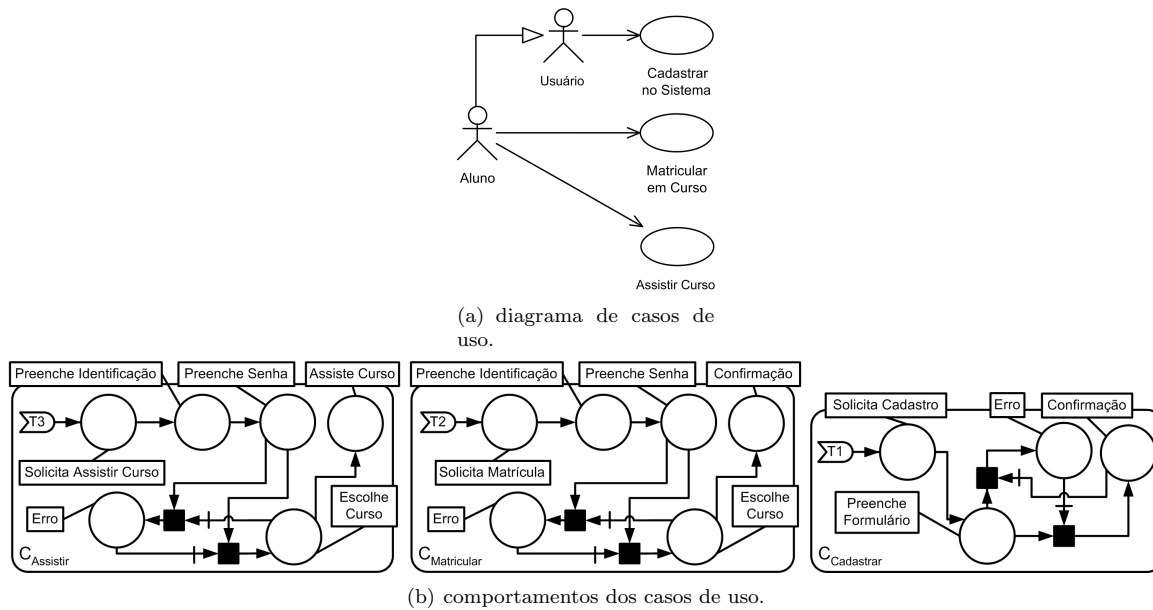 Usuário
Cadastrar
no Sistema
Aluno
Matricular
em Curso
Assistir Curso
(a) diagrama de casos de
uso.
Preenche Identificação
Preenche Senha
Assiste Curso
T3
Solicita Assistir Curso
Erro
Escolhe
Curso
CAssistir
Preenche Identificação
Preenche Senha
Confirmação
T2
Solicita Matrícula
Erro
Escolhe
Curso
CMatricular
Solicita Cadastro
Erro
Confirmação
T1
Preenche
Formulário
CCadastrar
(b) comportamentos dos casos de uso.